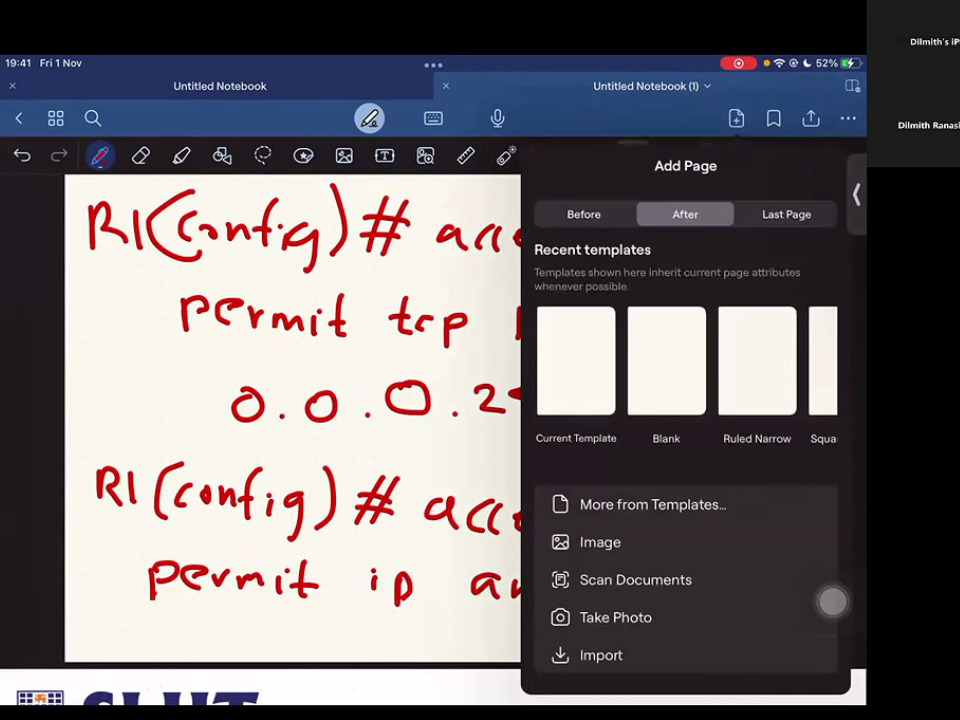 Dilmith's iP
19:41 Fri 1 Nov
52%
Untitled Notebook
Untitled Notebook (1)
Dilmith Ranasi
Add Page
Before After Last Page
Recent templates
Templates shown here inherit current page attributes
whenever possible.
Current Template Blank Ruled Narrow Squa
More from Templates...
Image
Scan Documents
Take Photo
Import
R1(config)# acce
permit tcp
0.0.0.2
R1(config)# acce
permit ip an